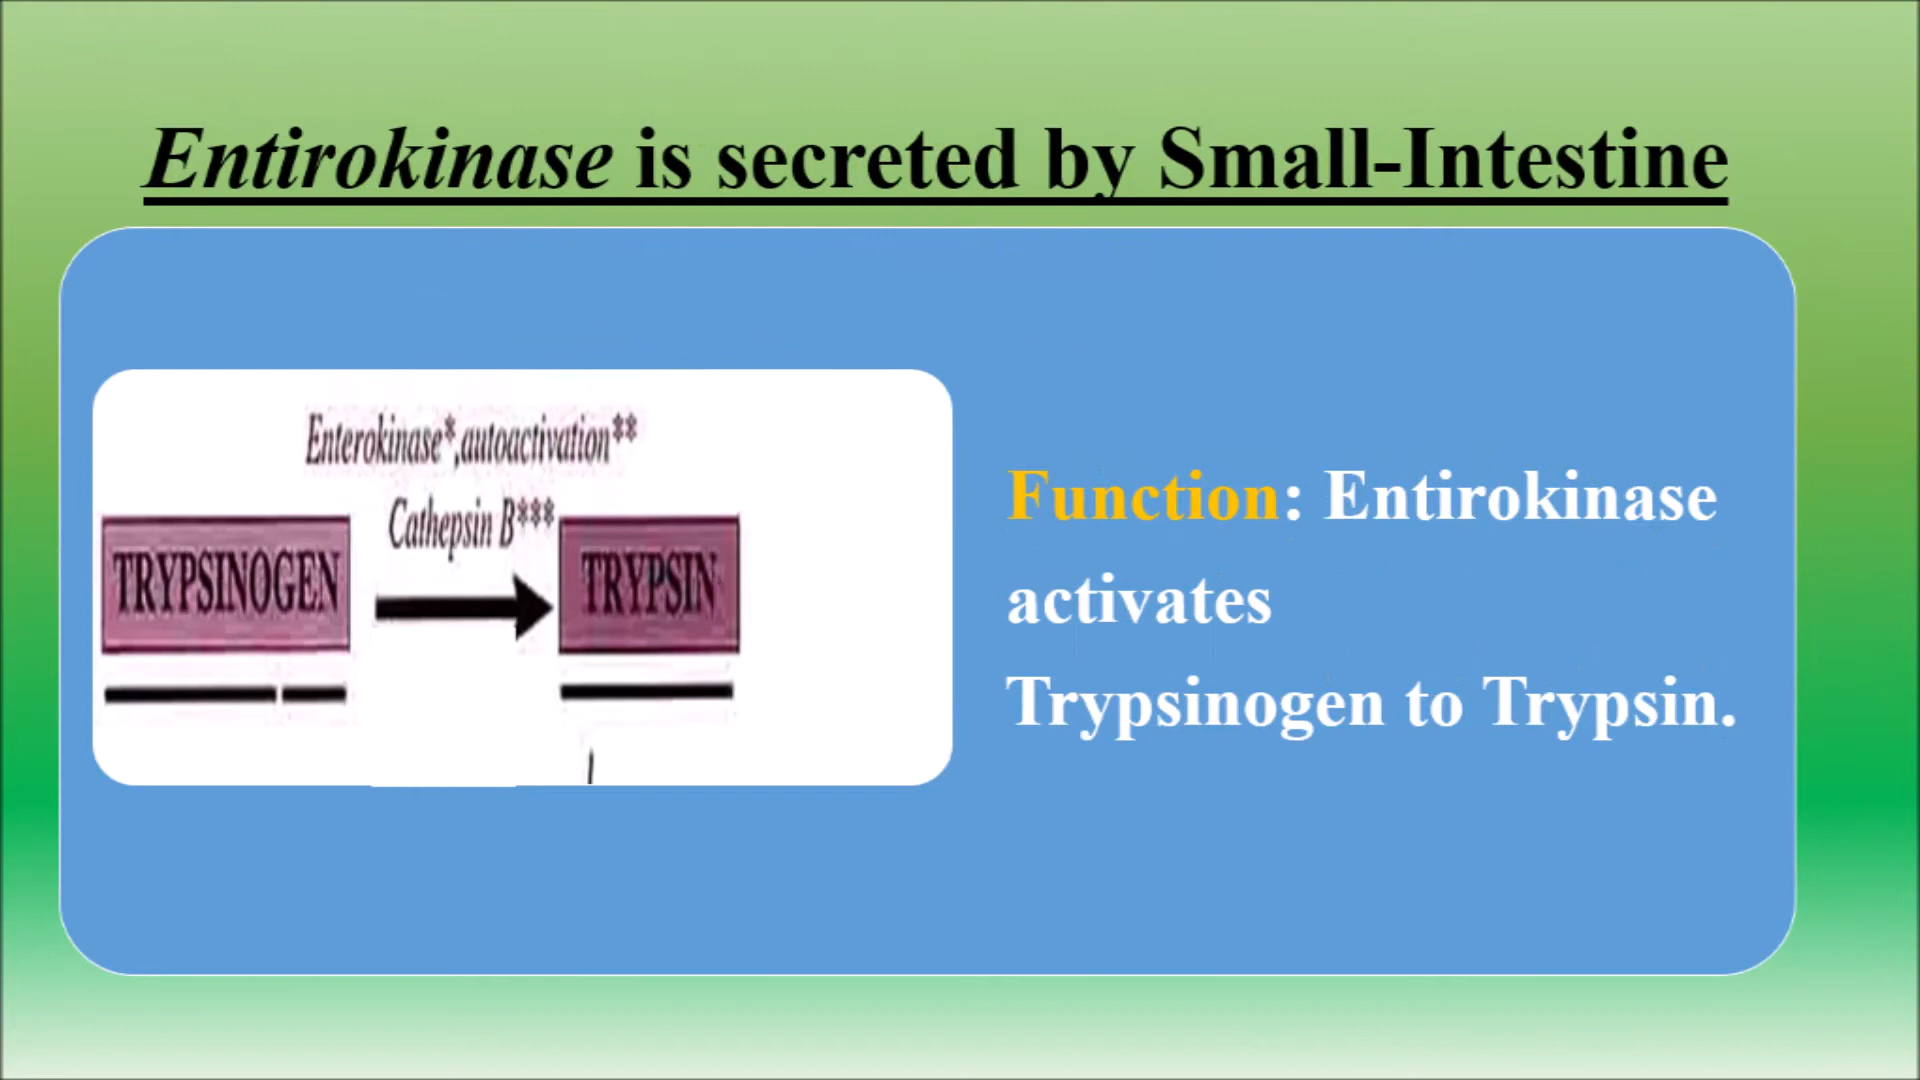 Entirokinase is secreted by Small-Intestine
Enterokinase*,autoactivation**
Cathepsin B***
TRYPSINOGEN
TRYPSIN
Function: Entirokinase
activates
Trypsinogen to Trypsin.